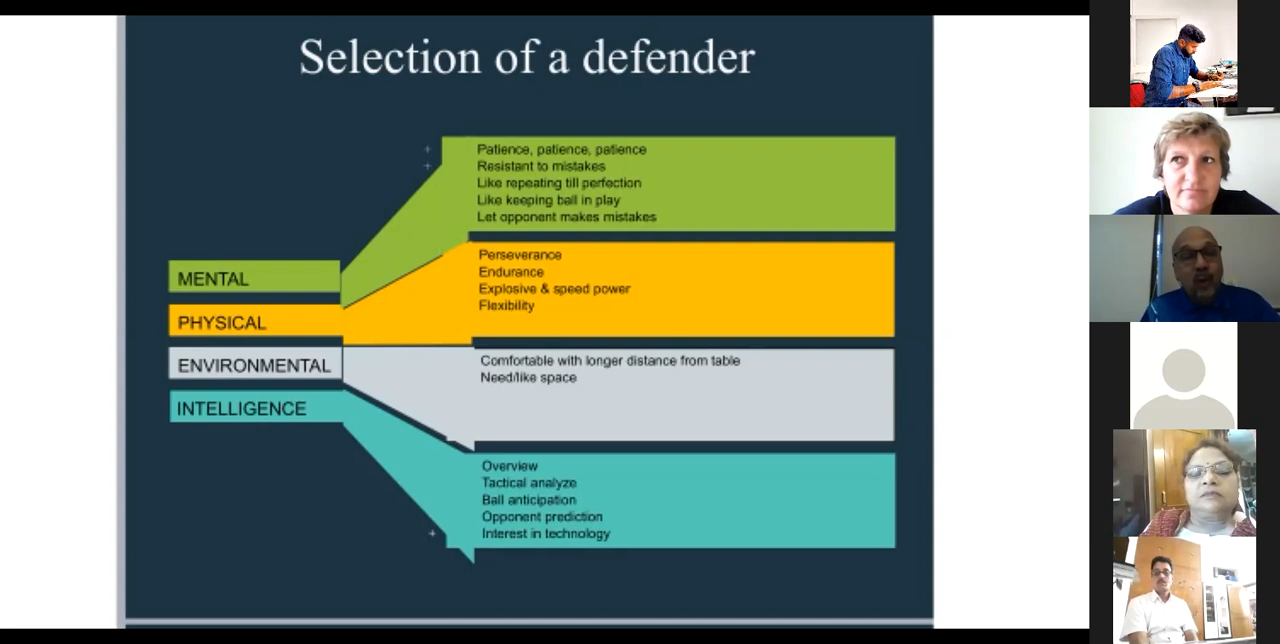 Selection of a defender
Patience, patience, patience
Resistant to mistakes
Like repeating till perfection
Like keeping ball in play
Let opponent makes mistakes
MENTAL
PHYSICAL
ENVIRONMENTAL
INTELLIGENCE
Perseverance
Endurance
Explosive & speed power
Flexibility
Comfortable with longer distance from table
Need/like space
Overview
Tactical analyze
Ball anticipation
Opponent prediction
Interest in technology